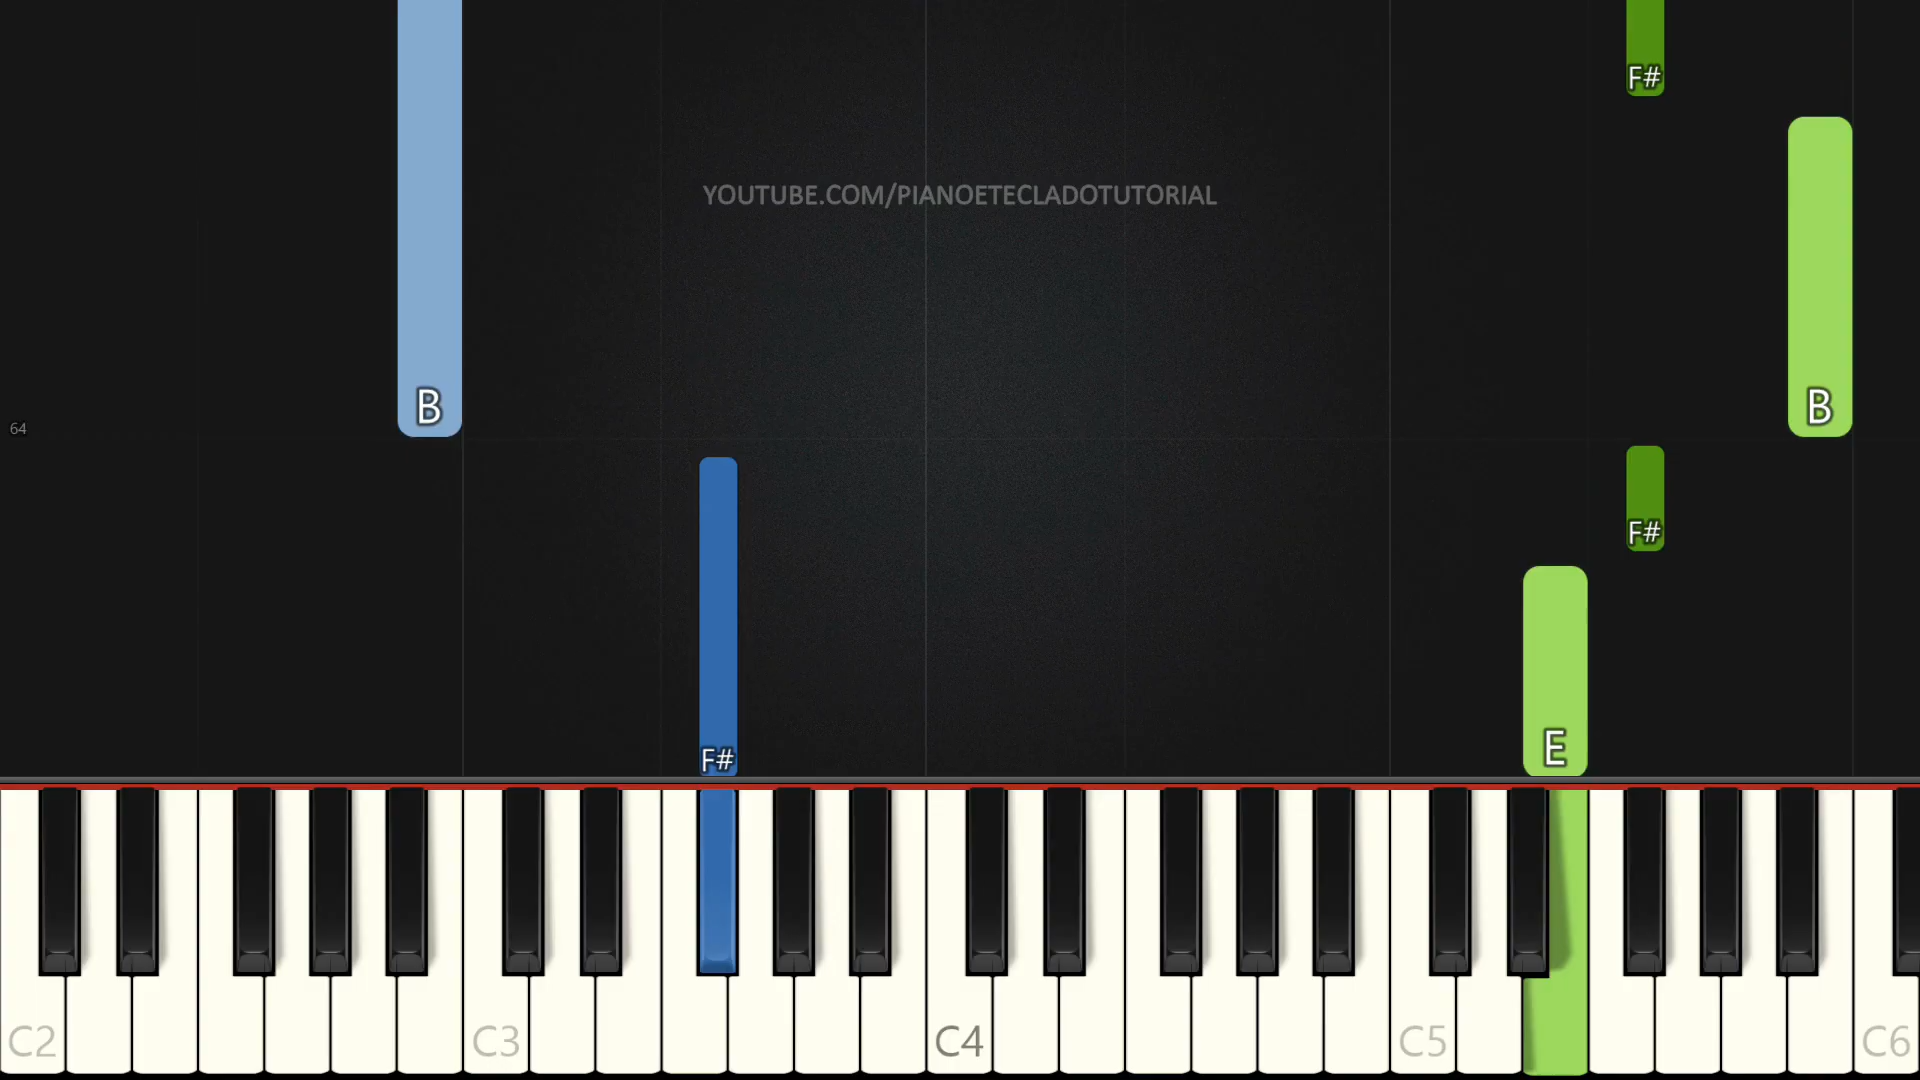 F#
YOUTUBE.COM/PIANOETECLADOTUTORIAL
B
B
64
F#
F#
E
C2
C3
C4
C5
C6